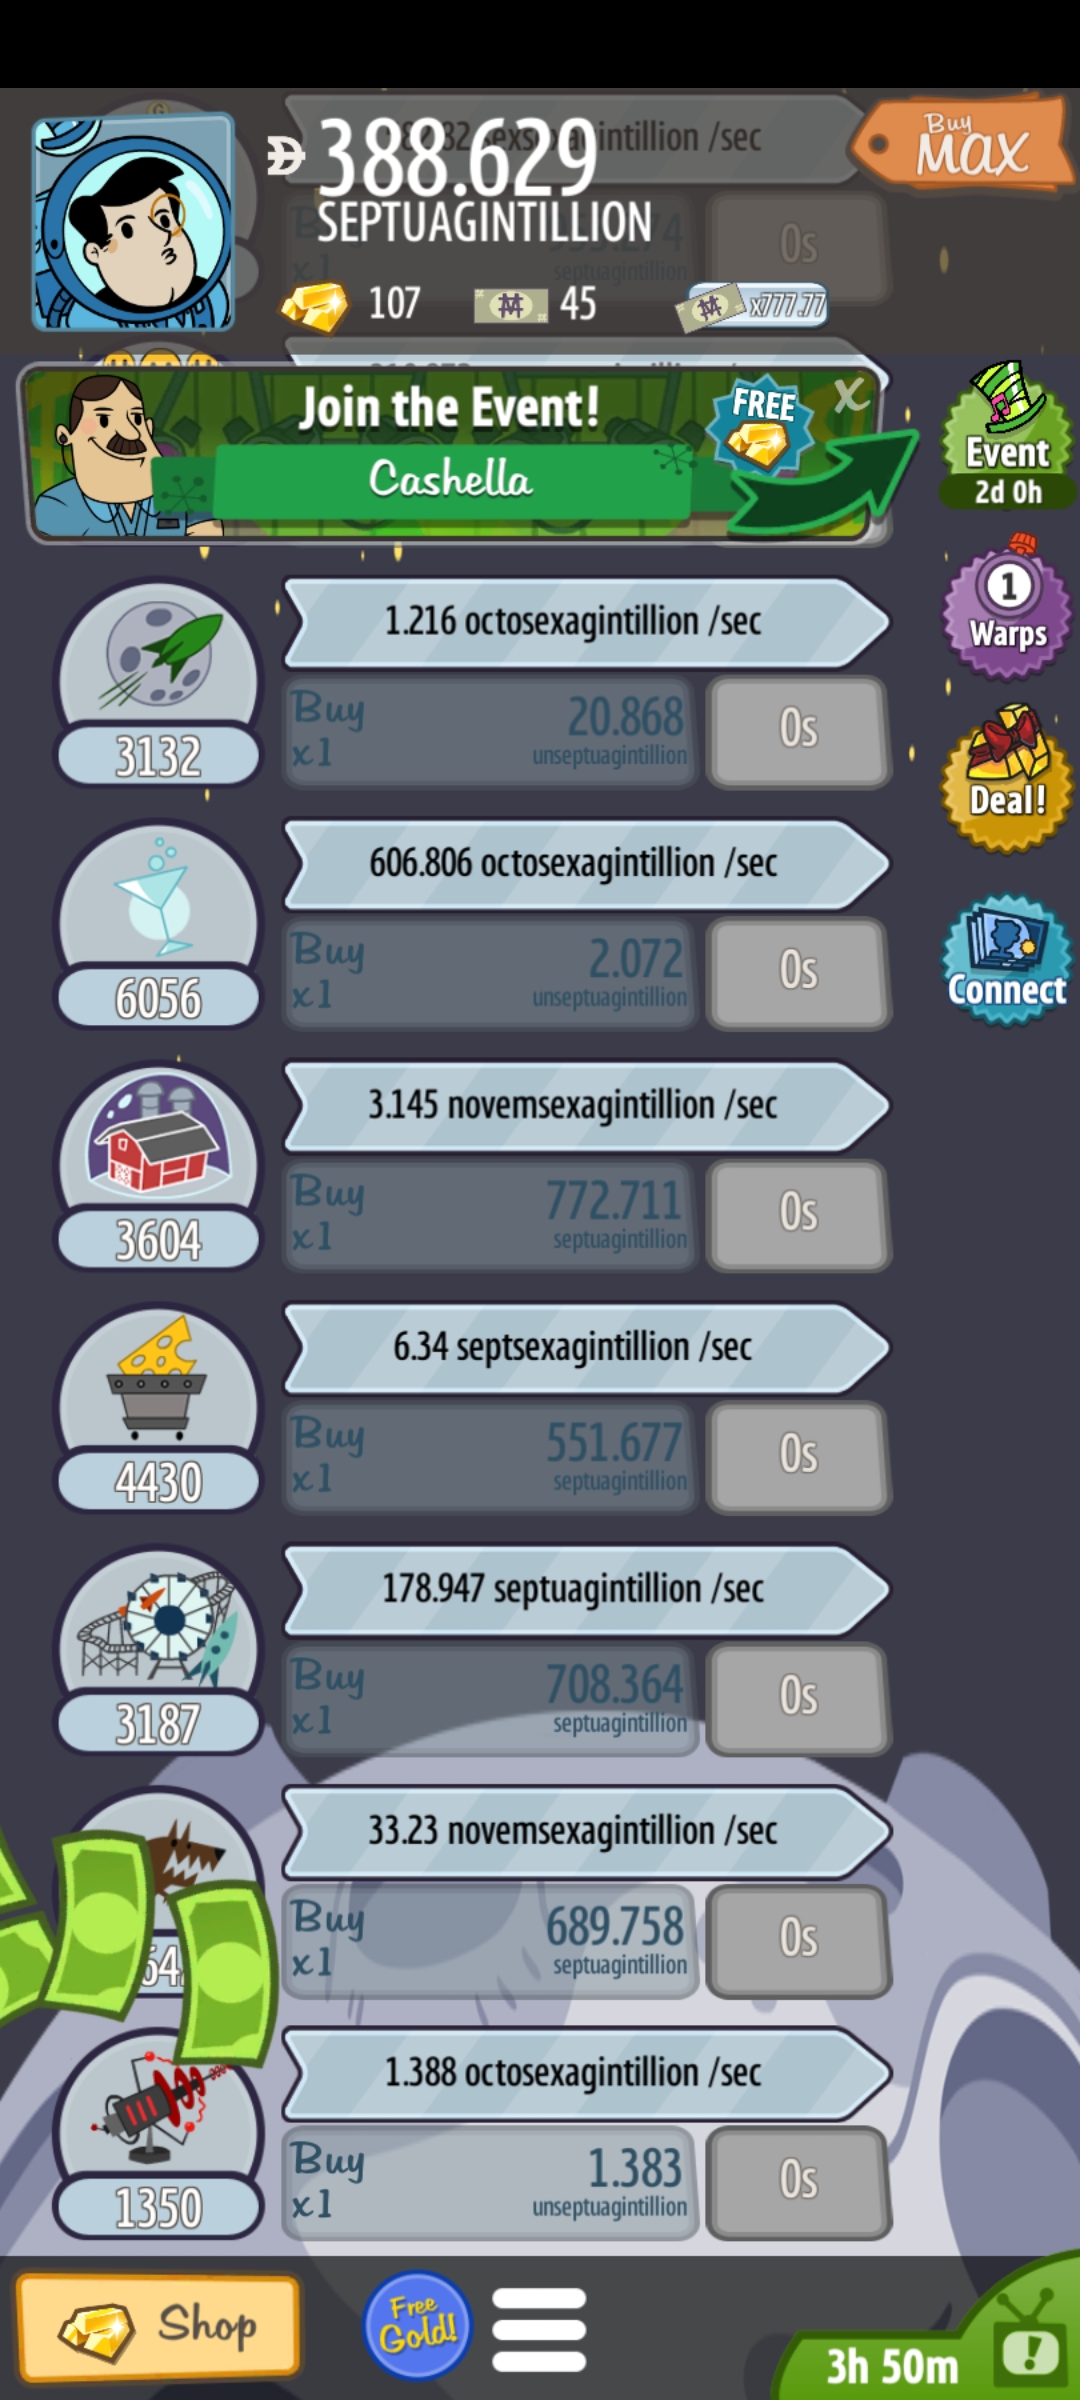 388.629
SEPTUAGINTILLION
Buy
MAX
107
45
x777.77
septuagintillion
0s
Join the Event!
FREE
X
Cashella
Event
2d 0h
1
Warps
Deal!
Connect
1.216 octosexagintillion /sec
Buy
x1
20.868
unseptuagintillion
0s
3132
606.806 octosexagintillion /sec
Buy
x1
2.072
unseptuagintillion
0s
6056
3.145 novemsexagintillion /sec
Buy
x1
772.711
septuagintillion
0s
3604
6.34 septsexagintillion /sec
Buy
x1
551.677
septuagintillion
0s
4430
178.947 septuagintillion /sec
Buy
x1
708.364
septuagintillion
0s
3187
33.23 novemsexagintillion /sec
Buy
x1
689.758
septuagintillion
0s
1.388 octosexagintillion /sec
Buy
x1
1.383
unseptuagintillion
0s
1350
Shop
Free
Gold!
3h 50m